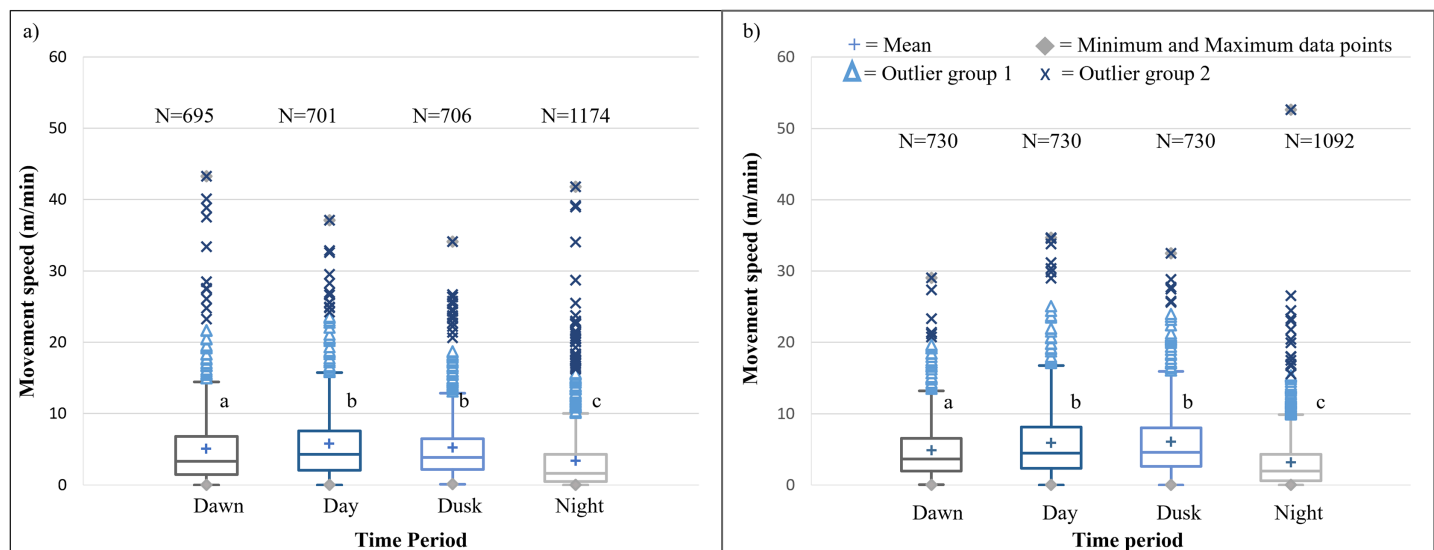 a)
60
50
40
30
20
10
0
Movement speed (m/min)
N=695 N=701 N=706 N=1174
a b b c
Dawn Day Dusk Night
Time Period
b)
+ = Mean ◆ = Minimum and Maximum data points
△ = Outlier group 1 × = Outlier group 2
60
50
40
30
20
10
0
Movement speed (m/min)
N=730 N=730 N=730 N=1092
a b b c
Dawn Day Dusk Night
Time period